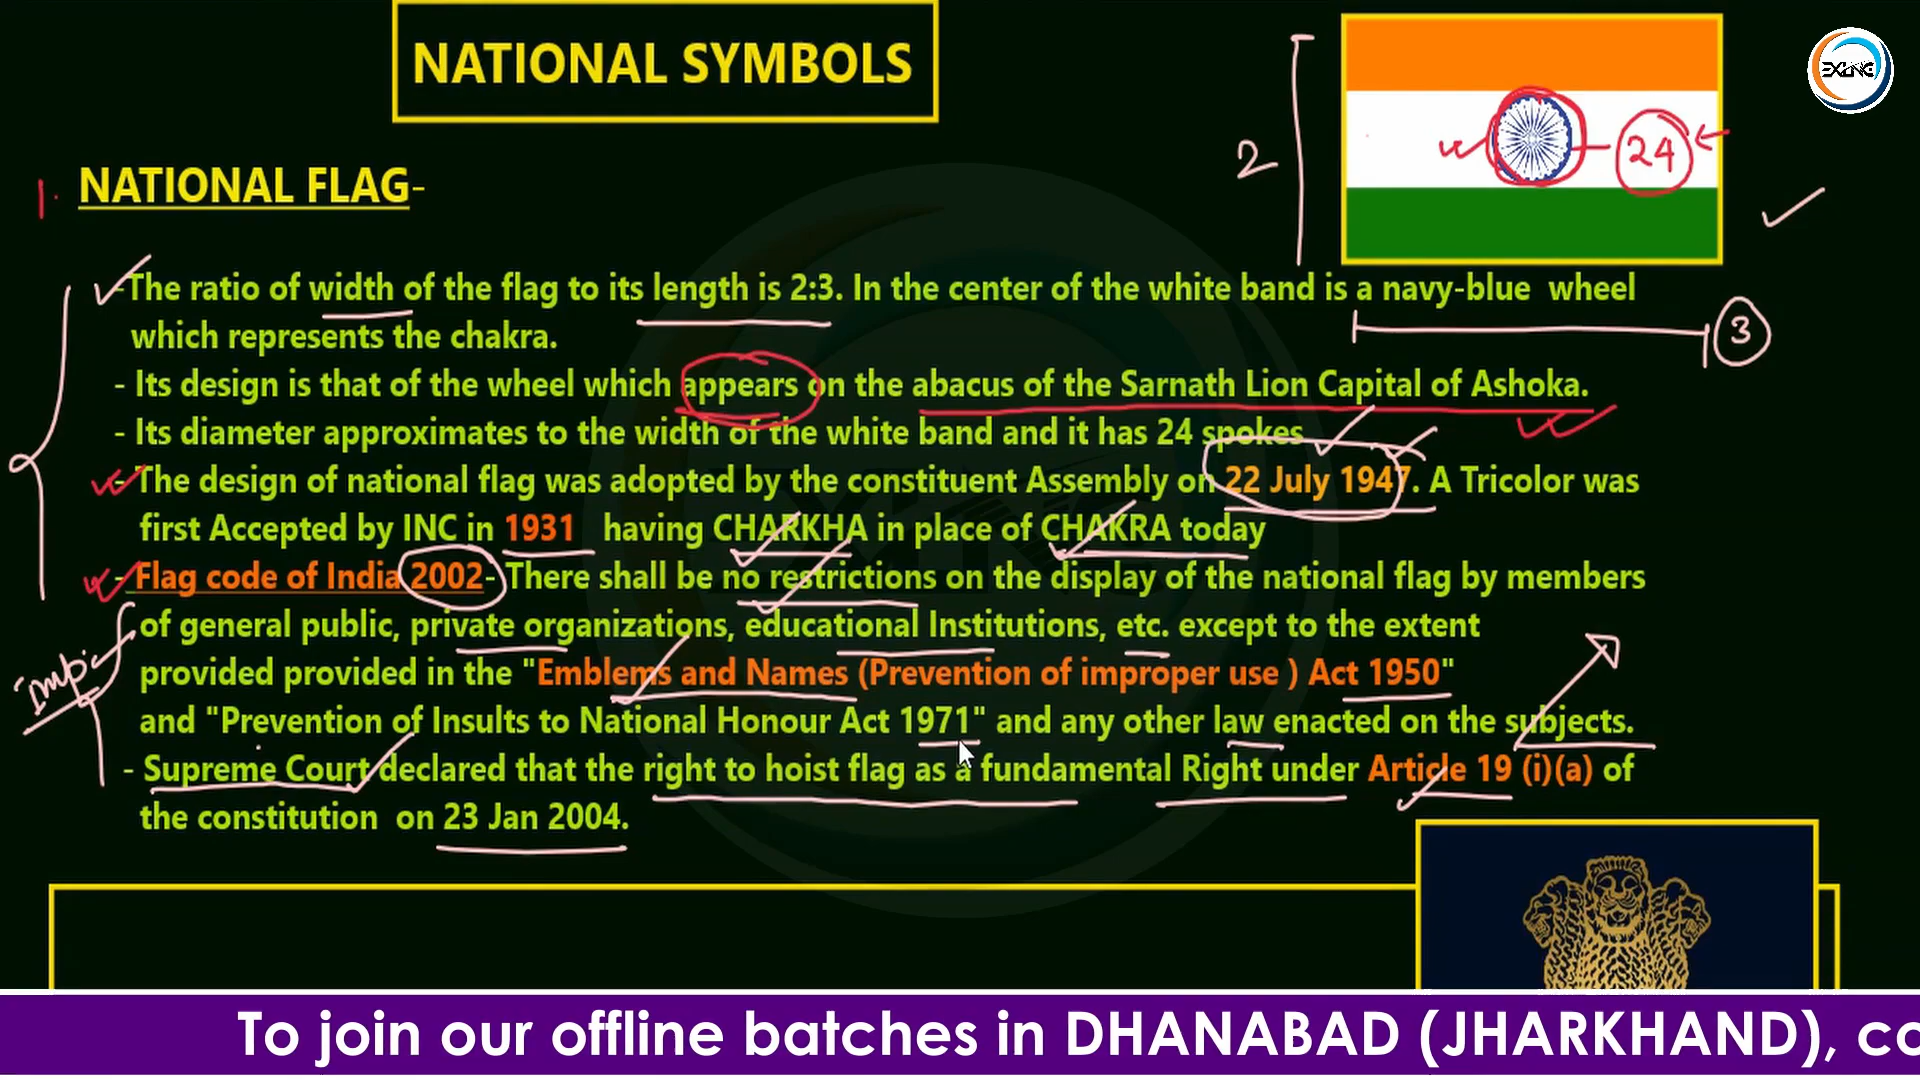 NATIONAL SYMBOLS
EXLNC
2
24
1. NATIONAL FLAG-
-The ratio of width of the flag to its length is 2:3. In the center of the white band is a navy-blue wheel
which represents the chakra.
3
- Its design is that of the wheel which appears on the abacus of the Sarnath Lion Capital of Ashoka.
- Its diameter approximates to the width of the white band and it has 24 spokes
- The design of national flag was adopted by the constituent Assembly on 22 July 1947. A Tricolor was
first Accepted by INC in 1931 having CHARKHA in place of CHAKRA today
- Flag code of India 2002- There shall be no restrictions on the display of the national flag by members
of general public, private organizations, educational Institutions, etc. except to the extent
imp.
provided provided in the "Emblems and Names (Prevention of improper use ) Act 1950"
and "Prevention of Insults to National Honour Act 1971" and any other law enacted on the subjects.
- Supreme Court declared that the right to hoist flag as a fundamental Right under Article 19 (i)(a) of
the constitution on 23 Jan 2004.
To join our offline batches in DHANABAD (JHARKHAND), co